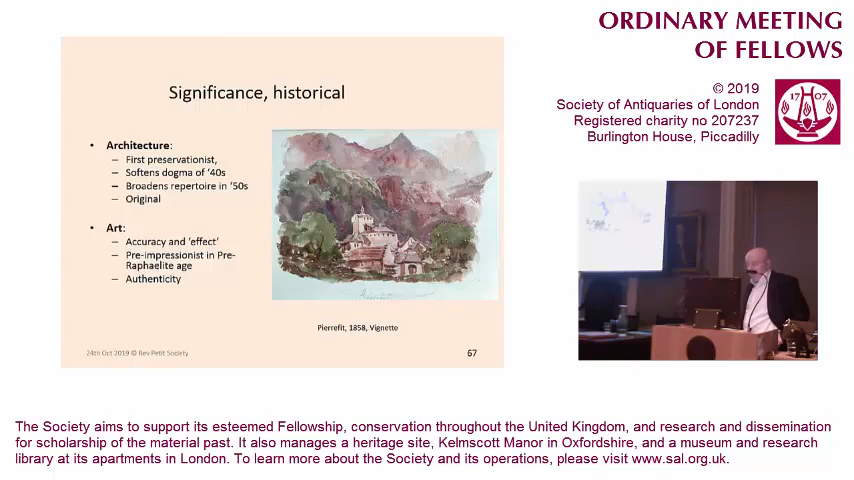 ORDINARY MEETING
OF FELLOWS
© 2019
Society of Antiquaries of London
Registered charity no 207237
Burlington House, Piccadilly
17 07
Significance, historical
• Architecture:
– First preservationist,
– Softens dogma of '40s
– Broadens repertoire in '50s
– Original
• Art:
– Accuracy and 'effect'
– Pre-impressionist in Pre-
Raphaelite age
– Authenticity
Pierrefit, 1858, Vignette
24th Oct 2019 © Rev Petit Society
67
The Society aims to support its esteemed Fellowship, conservation throughout the United Kingdom, and research and dissemination
for scholarship of the material past. It also manages a heritage site, Kelmscott Manor in Oxfordshire, and a museum and research
library at its apartments in London. To learn more about the Society and its operations, please visit www.sal.org.uk.